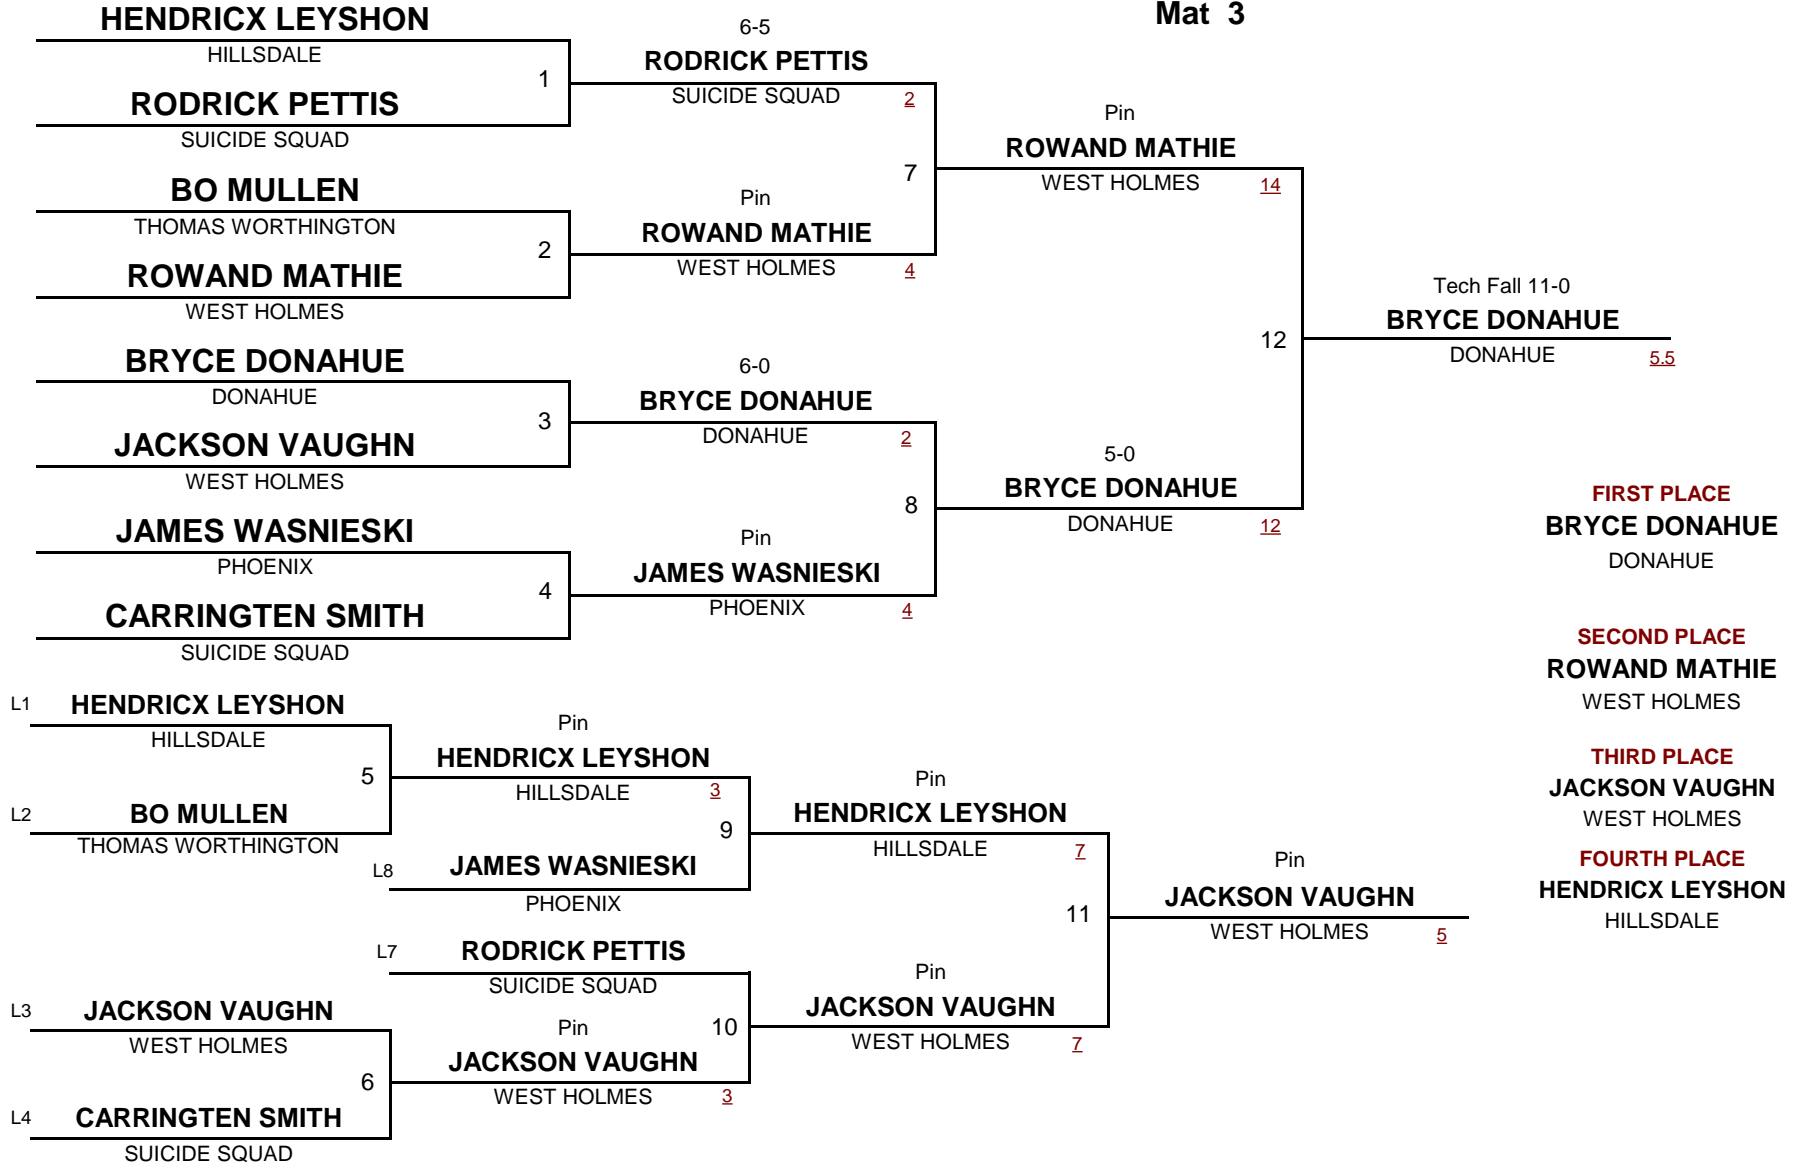 Mat 3
HENDRICX LEYSHON
HILLSDALE
1
RODRICK PETTIS
SUICIDE SQUAD
BO MULLEN
THOMAS WORTHINGTON
2
ROWAND MATHIE
WEST HOLMES
BRYCE DONAHUE
DONAHUE
3
JACKSON VAUGHN
WEST HOLMES
JAMES WASNIESKI
PHOENIX
4
CARRINGTEN SMITH
SUICIDE SQUAD
6-5
RODRICK PETTIS
SUICIDE SQUAD 2
7
Pin
ROWAND MATHIE
WEST HOLMES 4
6-0
BRYCE DONAHUE
DONAHUE 2
8
Pin
JAMES WASNIESKI
PHOENIX 4
Pin
ROWAND MATHIE
WEST HOLMES 14
12
5-0
BRYCE DONAHUE
DONAHUE 12
Tech Fall 11-0
BRYCE DONAHUE
DONAHUE 5.5
FIRST PLACE
BRYCE DONAHUE
DONAHUE
SECOND PLACE
ROWAND MATHIE
WEST HOLMES
THIRD PLACE
JACKSON VAUGHN
WEST HOLMES
FOURTH PLACE
HENDRICX LEYSHON
HILLSDALE
L1 HENDRICX LEYSHON
HILLSDALE
5
L2 BO MULLEN
THOMAS WORTHINGTON
L3 JACKSON VAUGHN
WEST HOLMES
6
L4 CARRINGTEN SMITH
SUICIDE SQUAD
Pin
HENDRICX LEYSHON
HILLSDALE 3
9
L8 JAMES WASNIESKI
PHOENIX
L7 RODRICK PETTIS
SUICIDE SQUAD
Pin 10
JACKSON VAUGHN
WEST HOLMES 3
Pin
HENDRICX LEYSHON
HILLSDALE 7
11
Pin
JACKSON VAUGHN
WEST HOLMES 7
Pin
JACKSON VAUGHN
WEST HOLMES 5